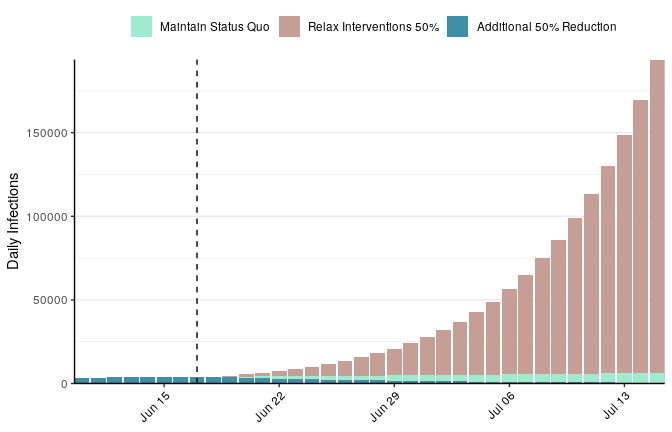 Maintain Status Quo Relax Interventions 50% Additional 50% Reduction
Daily Infections
150000
100000
50000
0
Jun 15 Jun 22 Jun 29 Jul 06 Jul 13